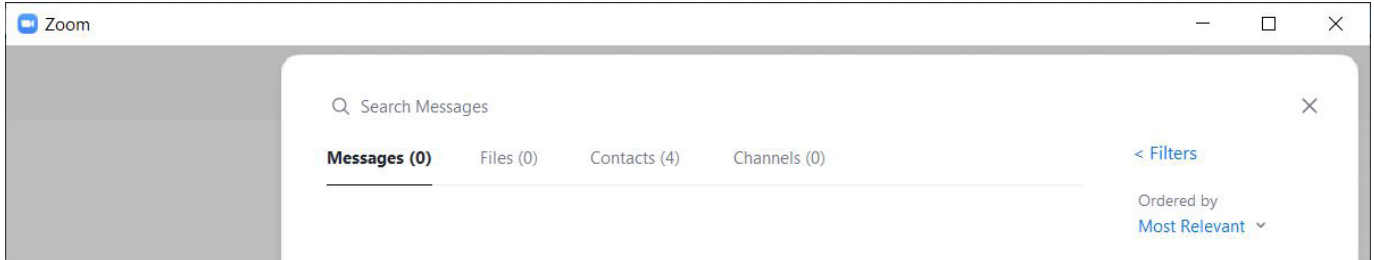 Zoom
Search Messages
Messages (0) Files (0) Contacts (4) Channels (0)
< Filters
Ordered by
Most Relevant